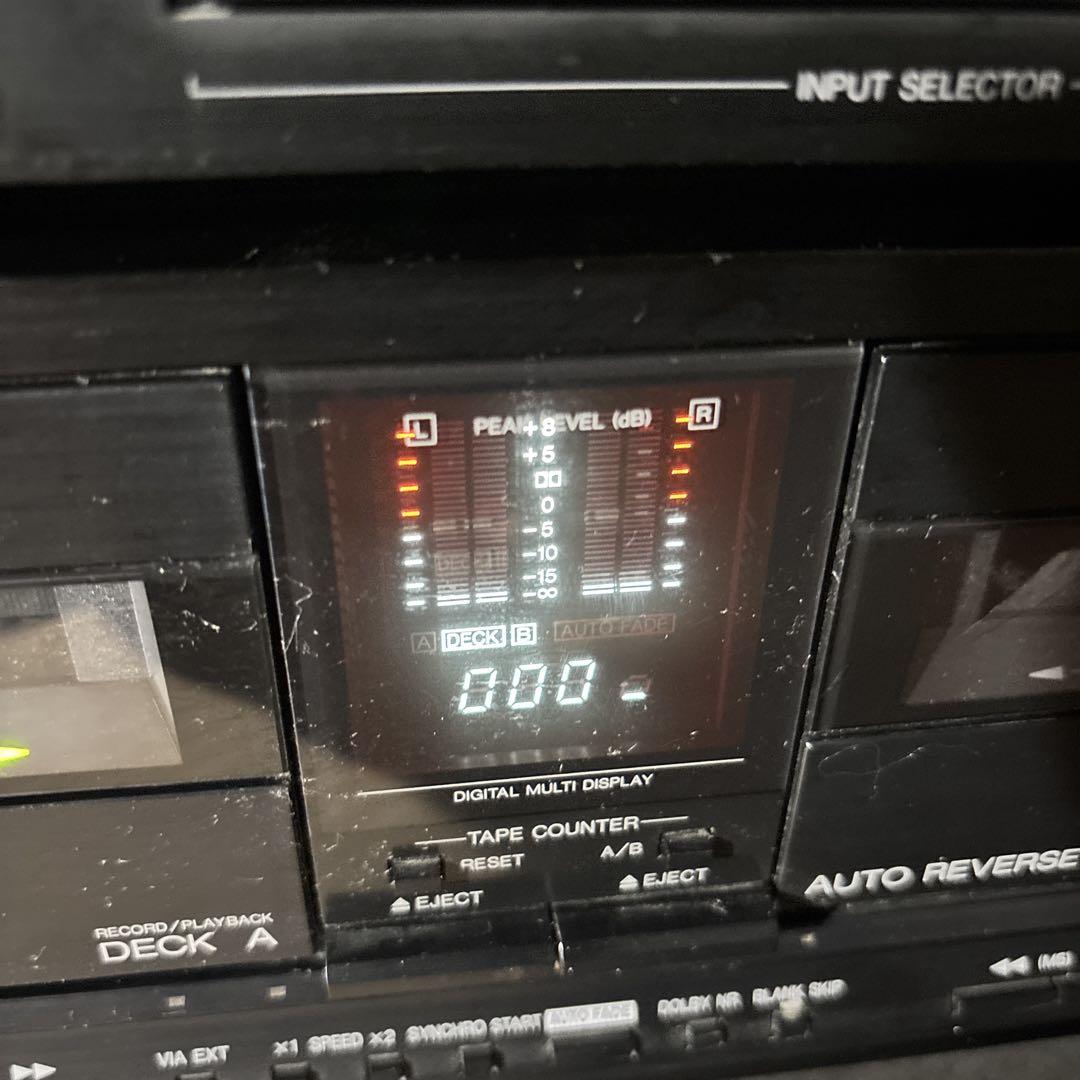 INPUT SELECTOR
L PEAK LEVEL (dB) R
+8
+5
0
-5
-10
-15
-∞
A DECK B AUTO FADE
000
DIGITAL MULTI DISPLAY
TAPE COUNTER
RESET A/B
EJECT EJECT
RECORD/PLAYBACK
DECK A
AUTO REVERSE
VIA EXT ×1 SPEED ×2 SYNCHRO START AUTO FADE DOLBY NR BLANK SKIP (MS)